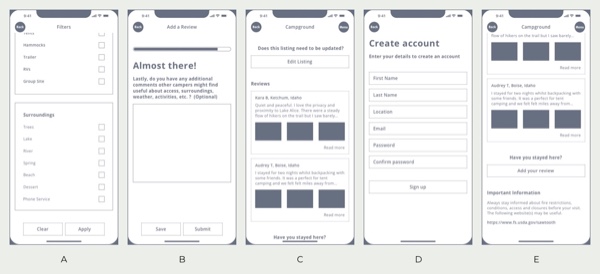 9:41
Back
Filters
Hammocks
Trailer
RVs
Group Site
Surroundings
Trees
Lake
River
Spring
Beach
Dessert
Phone Service
Clear
Apply
A
9:41
Back
Add a Review
Almost there!
Lastly, do you have any additional
comments other campers might find
useful about access, surroundings,
weather, activities, etc. ? (Optional)
Save
Submit
B
9:41
Back
Campground
Menu
Does this listing need to be updated?
Edit Listing
Reviews
Kara B, Ketchum, Idaho
Quiet and peaceful. I love the privacy and
proximity to Lake Alice. There were a steady
flow of hikers on the trail but I saw barely...
Read more
Audrey T, Boise, Idaho
I stayed for two nights while backpacking with
some friends. It was a perfect for tent
camping and we felt felt miles away from...
Read more
Have you stayed here?
C
9:41
Back
Create account
Enter your details to create an account
First Name
Last Name
Location
Email
Password
Confirm password
Sign up
D
9:41
Back
Campground
Menu
flow of hikers on the trail but I saw barely...
Read more
Audrey T, Boise, Idaho
I stayed for two nights while backpacking with
some friends. It was a perfect for tent
camping and we felt felt miles away from...
Read more
Have you stayed here?
Add your review
Important Information
Always stay informed about fire restrictions,
conditions, access and closures before your visit.
The following website/s may be useful.
https://www.fs.usda.gov/sawtooth
E